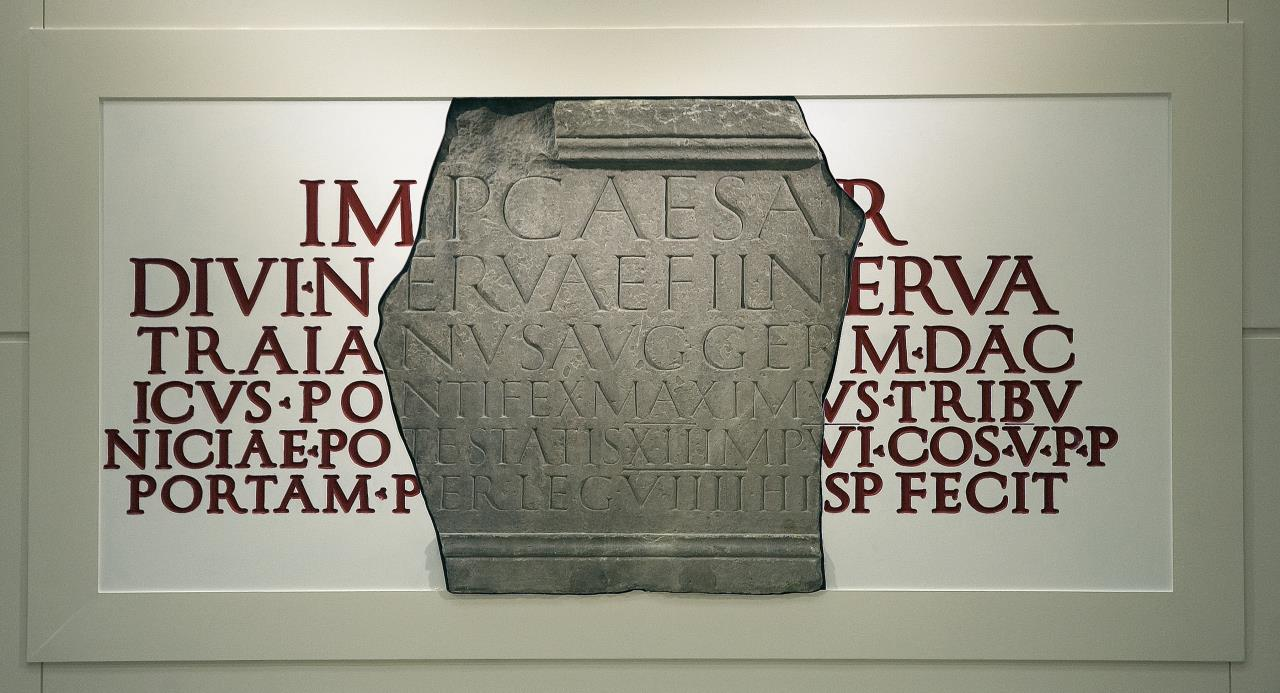 IMP·CAESAR
DIVI·NERVAE·FIL·NERVA
TRAIANVS·AVG·GERM·DAC
ICVS·PONTIFEX MAXIMVS·TRIBV
NICIAE·POTESTATIS·XII·IMP·VI·COS·V·P·P
PORTAM·PER·LEG·VIIII·HISP FECIT